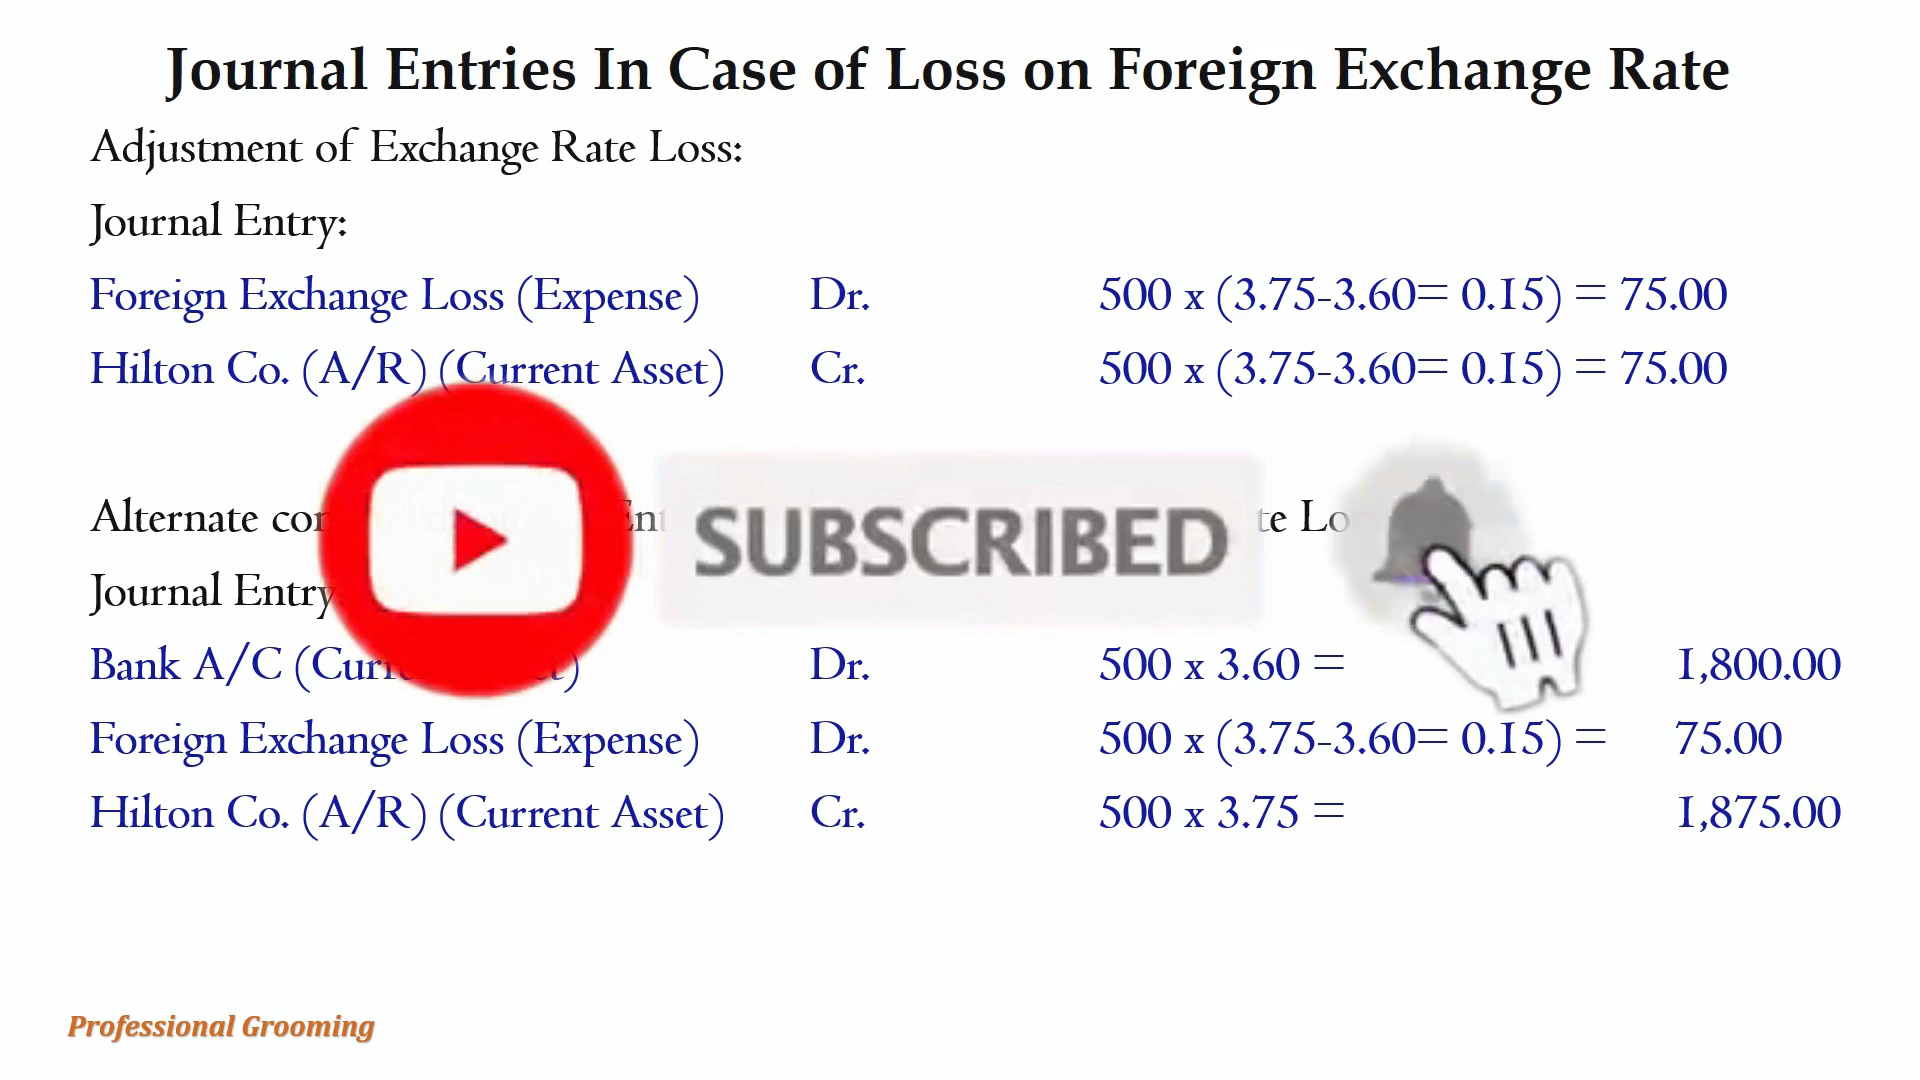 Journal Entries In Case of Loss on Foreign Exchange Rate
Adjustment of Exchange Rate Loss:
Journal Entry:
Foreign Exchange Loss (Expense) Dr. 500 x (3.75-3.60= 0.15) = 75.00
Hilton Co. (A/R) (Current Asset) Cr. 500 x (3.75-3.60= 0.15) = 75.00
Alternate
SUBSCRIBED
Journal Entry
Bank A/C Dr. 500 x 3.60 = 1,800.00
Foreign Exchange Loss (Expense) Dr. 500 x (3.75-3.60= 0.15) = 75.00
Hilton Co. (A/R) (Current Asset) Cr. 500 x 3.75 = 1,875.00
Professional Grooming